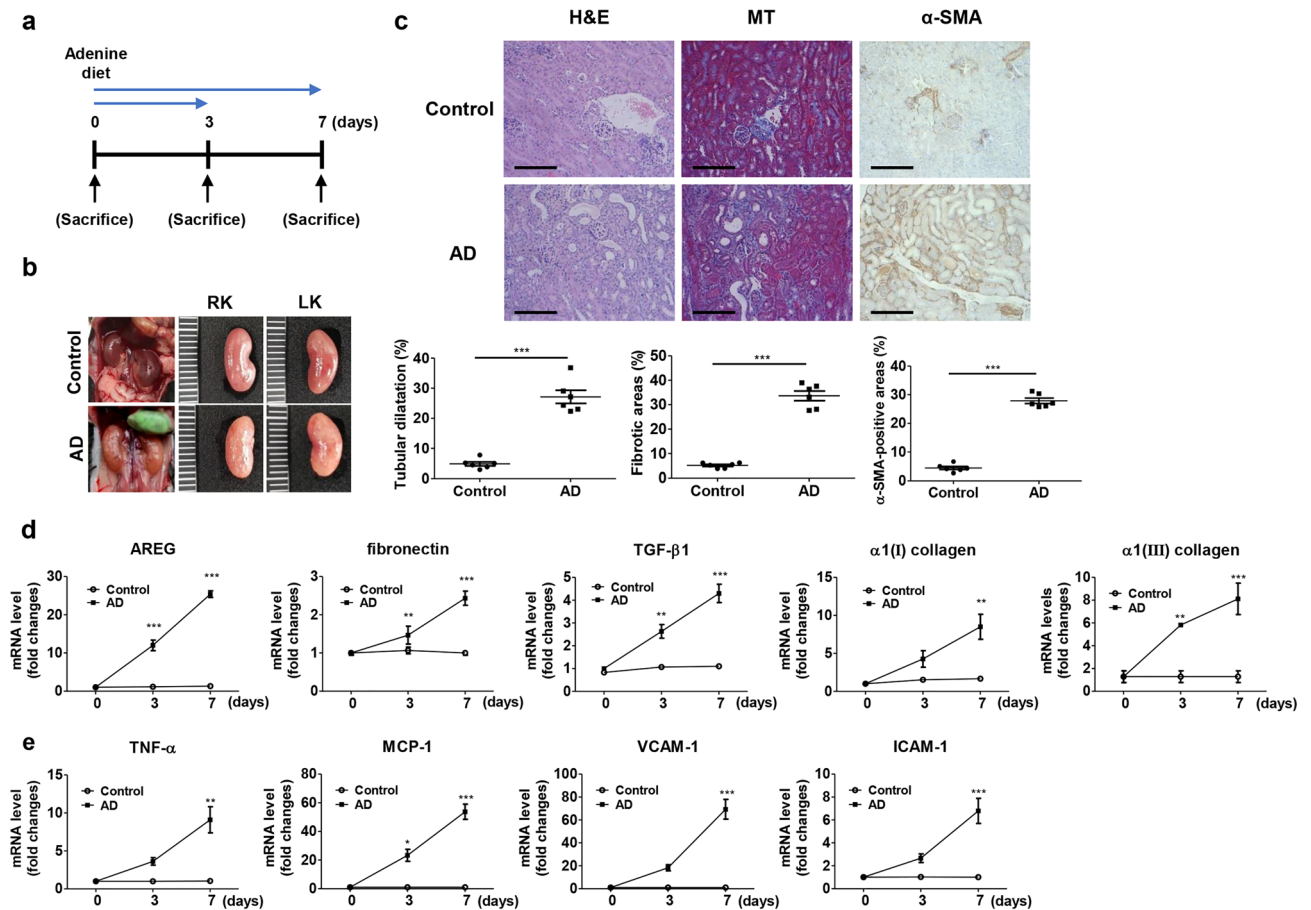 a
Adenine
diet
0 3 7 (days)
(Sacrifice) (Sacrifice) (Sacrifice)
b
RK LK
Control
AD
c
H&E MT α-SMA
Control
AD
Tubular dilatation (%)
40
30
20
10
0
***
Control AD
Fibrotic areas (%)
50
40
30
20
10
0
***
Control AD
α-SMA-positive areas (%)
40
30
20
10
0
***
Control AD
d
AREG
mRNA level
(fold changes)
30
20
10
0
Control
AD
***
***
0 3 7 (days)
fibronectin
mRNA level
(fold changes)
3
2
1
0
Control
AD
**
***
0 3 7 (days)
TGF-β1
mRNA level
(fold changes)
5
4
3
2
1
0
Control
AD
**
***
0 3 7 (days)
α1(I) collagen
mRNA level
(fold changes)
15
10
5
0
Control
AD
**
0 3 7 (days)
α1(III) collagen
mRNA levels
(fold changes)
10
8
6
4
2
0
Control
AD
**
***
0 3 7 (days)
e
TNF-α
mRNA level
(fold changes)
15
10
5
0
Control
AD
**
0 3 7 (days)
MCP-1
mRNA level
(fold changes)
80
60
40
20
0
Control
AD
*
***
0 3 7 (days)
VCAM-1
mRNA level
(fold changes)
100
80
60
40
20
0
Control
AD
***
0 3 7 (days)
ICAM-1
mRNA level
(fold changes)
10
8
6
4
2
0
Control
AD
***
0 3 7 (days)